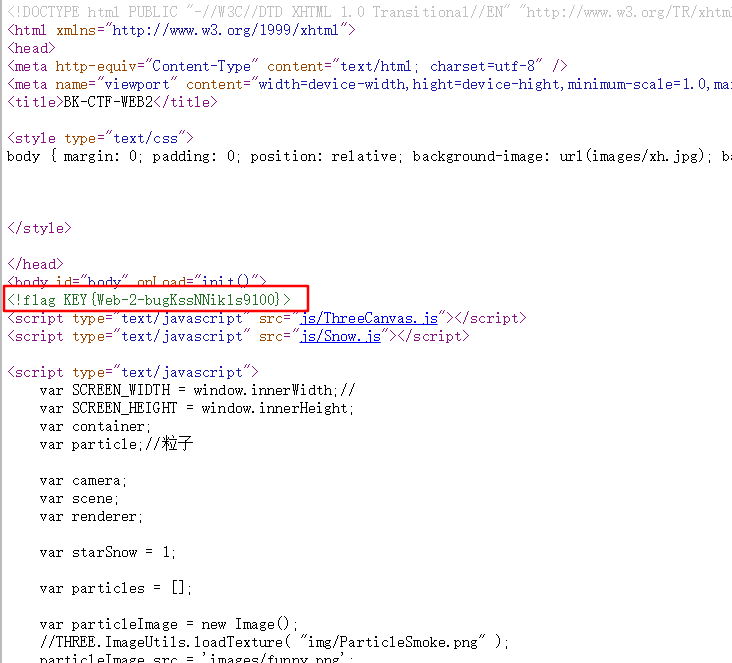 <!DOCTYPE html PUBLIC "-//W3C//DTD XHTML 1.0 Transitional//EN" "http://www.w3.org/TR/xhtml
<html xmlns="http://www.w3.org/1999/xhtml">
<head>
<meta http-equiv="Content-Type" content="text/html; charset=utf-8" />
<meta name="viewport" content="width=device-width,hight=device-hight,minimum-scale=1.0,ma
<title>BK-CTF-WEB2</title>
<style type="text/css">
body { margin: 0; padding: 0; position: relative; background-image: url(images/xh.jpg); ba
</style>
</head>
<body id="body" onLoad="init()">
<!flag KEY{Web-2-bugKssNNikls9100}>
<script type="text/javascript" src="js/ThreeCanvas.js"></script>
<script type="text/javascript" src="js/Snow.js"></script>
<script type="text/javascript">
var SCREEN_WIDTH = window.innerWidth;//
var SCREEN_HEIGHT = window.innerHeight;
var container;
var particle;//粒子
var camera;
var scene;
var renderer;
var starSnow = 1;
var particles = [];
var particleImage = new Image();
//THREE.ImageUtils.loadTexture( "img/ParticleSmoke.png" );
particleImage.src = 'images/funny.png';